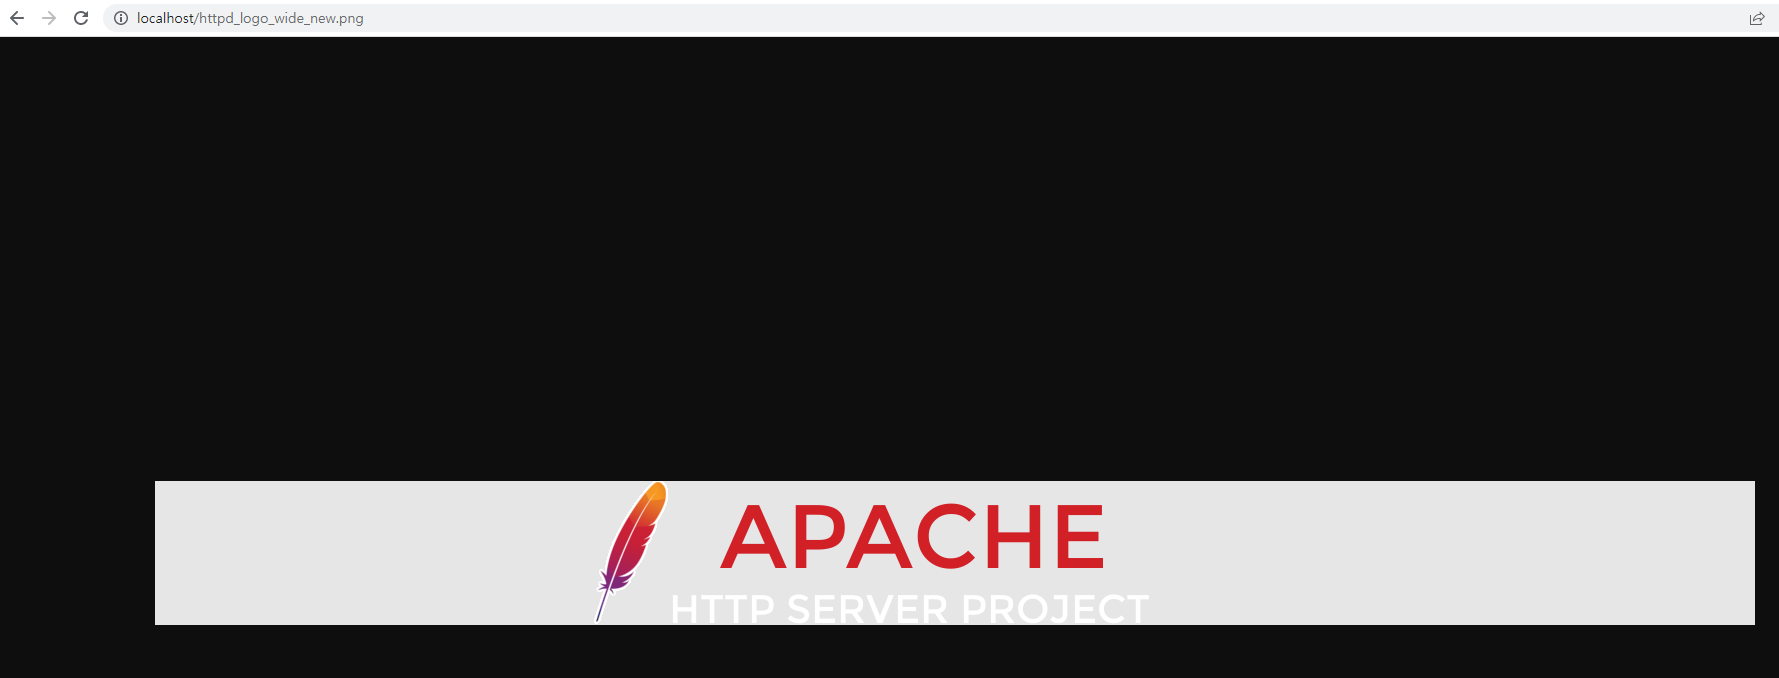 localhost/httpd_logo_wide_new.png
APACHE
HTTP SERVER PROJECT